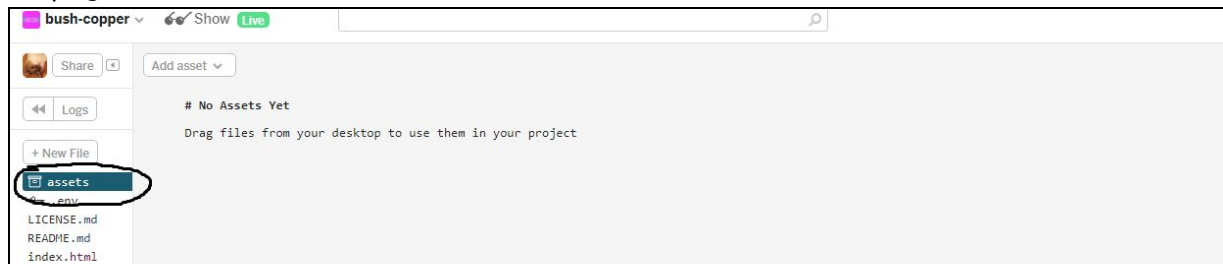 bush-copper Show Live
Share
Add asset
Logs
# No Assets Yet
Drag files from your desktop to use them in your project
+ New File
assets
.env
LICENSE.md
README.md
index.html